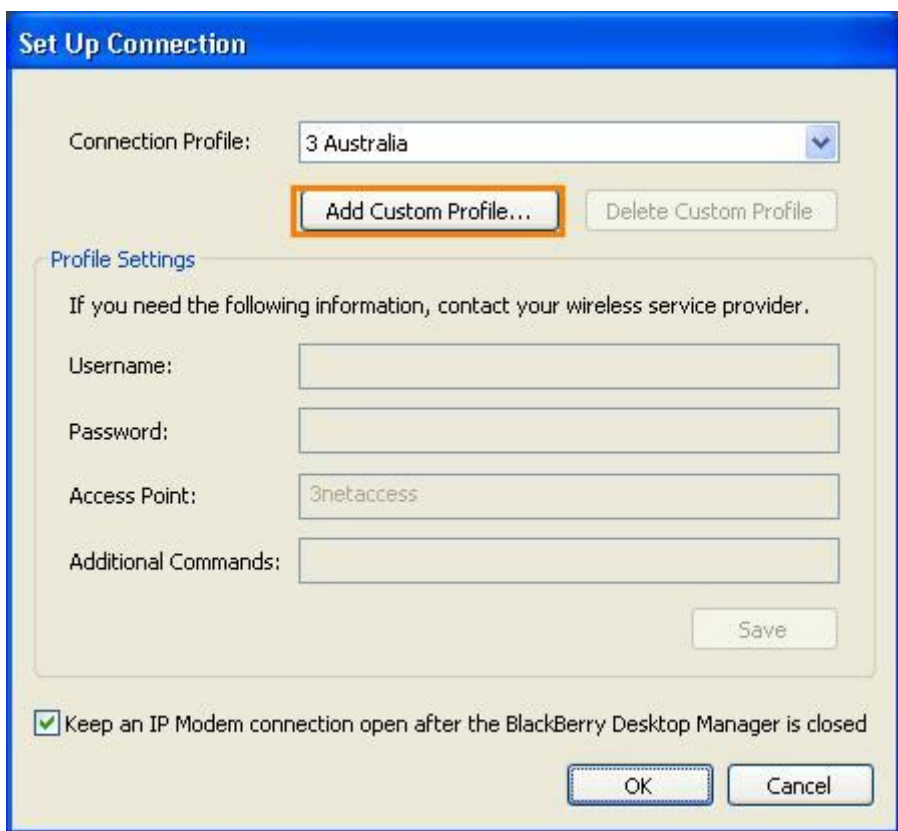 Set Up Connection
Connection Profile: 3 Australia
Add Custom Profile... Delete Custom Profile
Profile Settings
If you need the following information, contact your wireless service provider.
Username:
Password:
Access Point: 3netaccess
Additional Commands:
Save
Keep an IP Modem connection open after the BlackBerry Desktop Manager is closed
OK Cancel